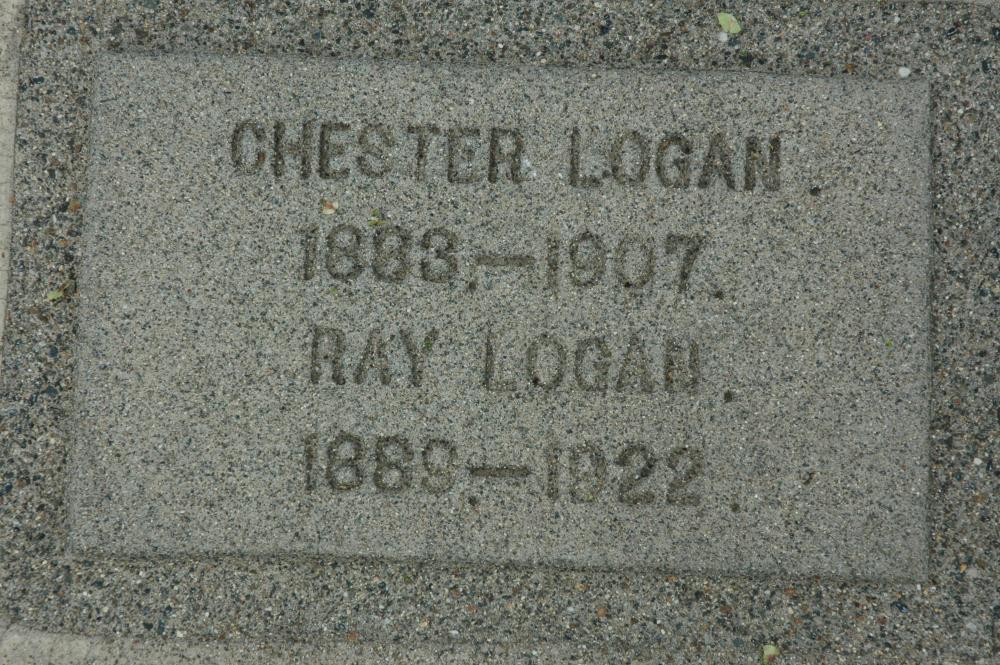 CHESTER LOGAN.
1883.—1907.
RAY LOGAN.
1889—1922.